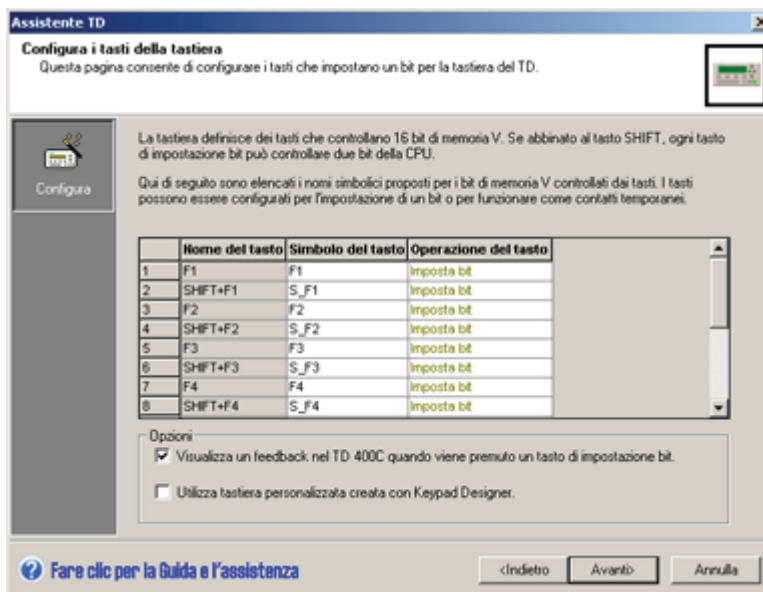 Assistente TD
Configura i tasti della tastiera
Questa pagina consente di configurare i tasti che impostano un bit per la tastiera del TD.
Configura
La tastiera definisce dei tasti che controllano 16 bit di memoria V. Se abbinato al tasto SHIFT, ogni tasto
di impostazione bit può controllare due bit della CPU.
Qui di seguito sono elencati i nomi simbolici proposti per i bit di memoria V controllati dai tasti. I tasti
possono essere configurati per l'impostazione di un bit o per funzionare come contatti temporanei.
Nome del tasto Simbolo del tasto Operazione del tasto
1 F1 F1 Imposta bit
2 SHIFT+F1 S_F1 Imposta bit
3 F2 F2 Imposta bit
4 SHIFT+F2 S_F2 Imposta bit
5 F3 F3 Imposta bit
6 SHIFT+F3 S_F3 Imposta bit
7 F4 F4 Imposta bit
8 SHIFT+F4 S_F4 Imposta bit
Opzioni
Visualizza un feedback nel TD 400C quando viene premuto un tasto di impostazione bit.
Utilizza tastiera personalizzata creata con Keypad Designer.
Fare clic per la Guida e l'assistenza
<Indietro Avanti> Annulla